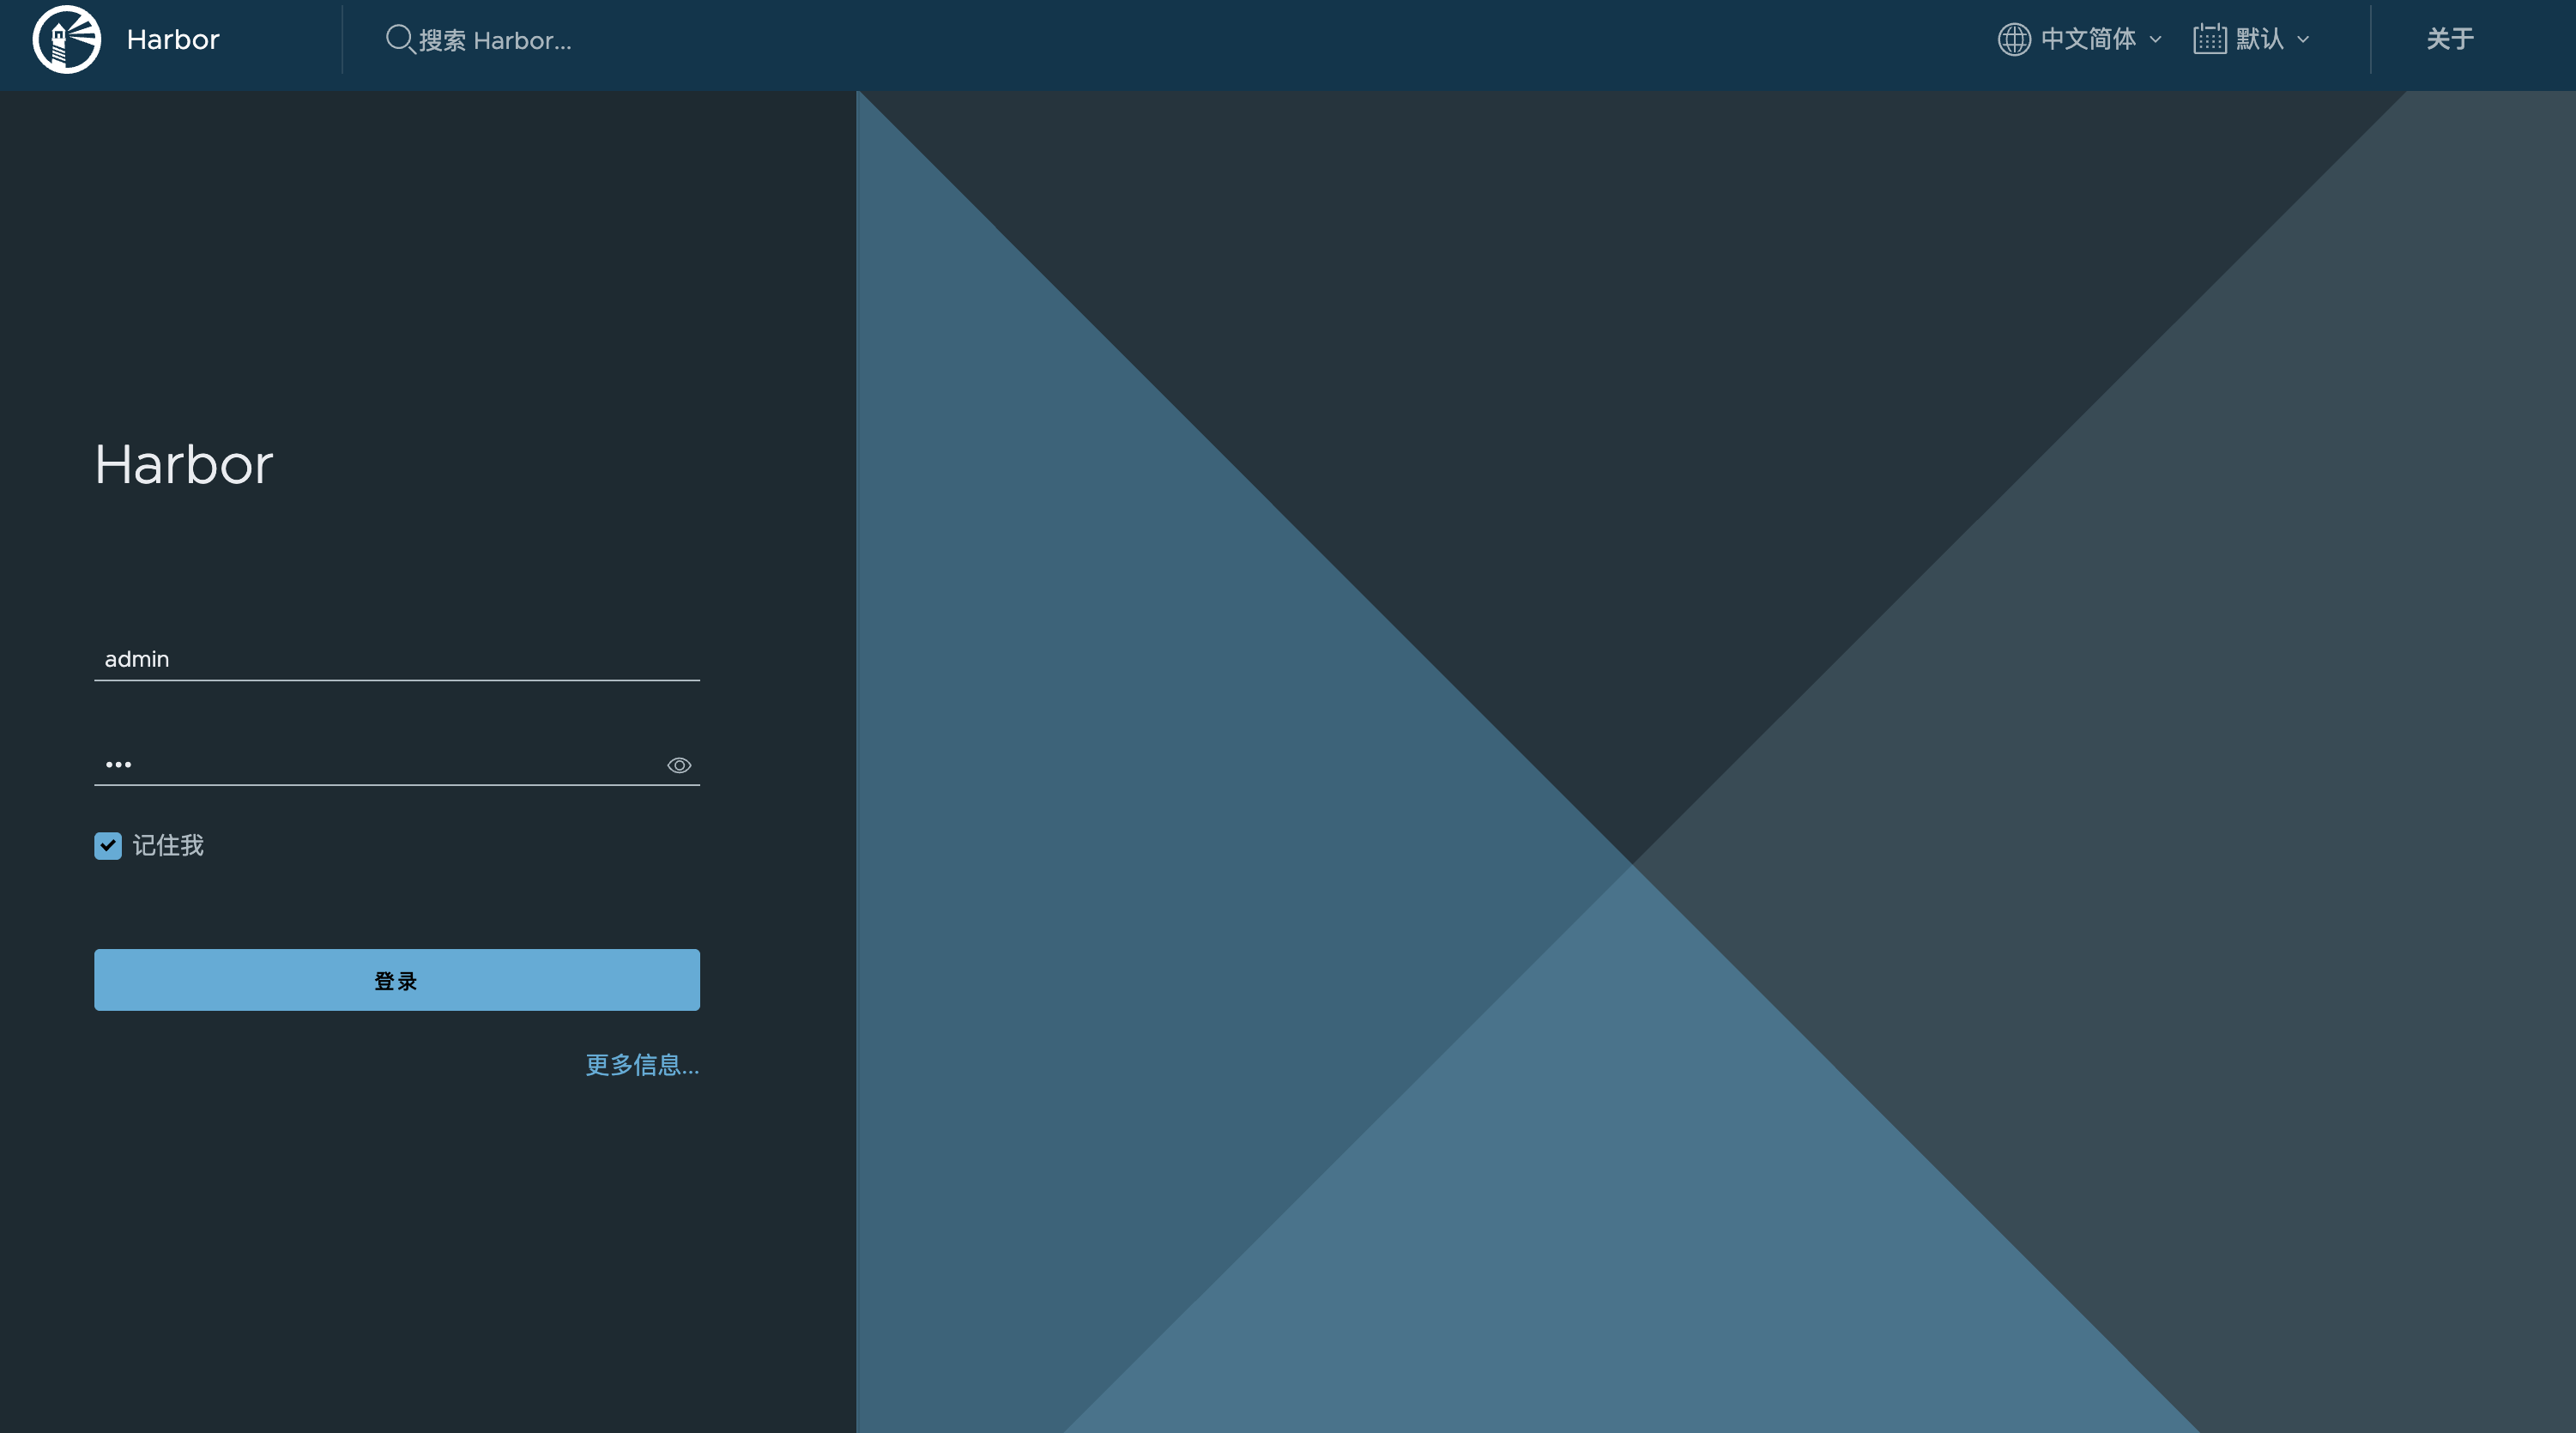 Harbor
搜索 Harbor...
中文简体
默认
关于
Harbor
admin
•••
记住我
登录
更多信息...